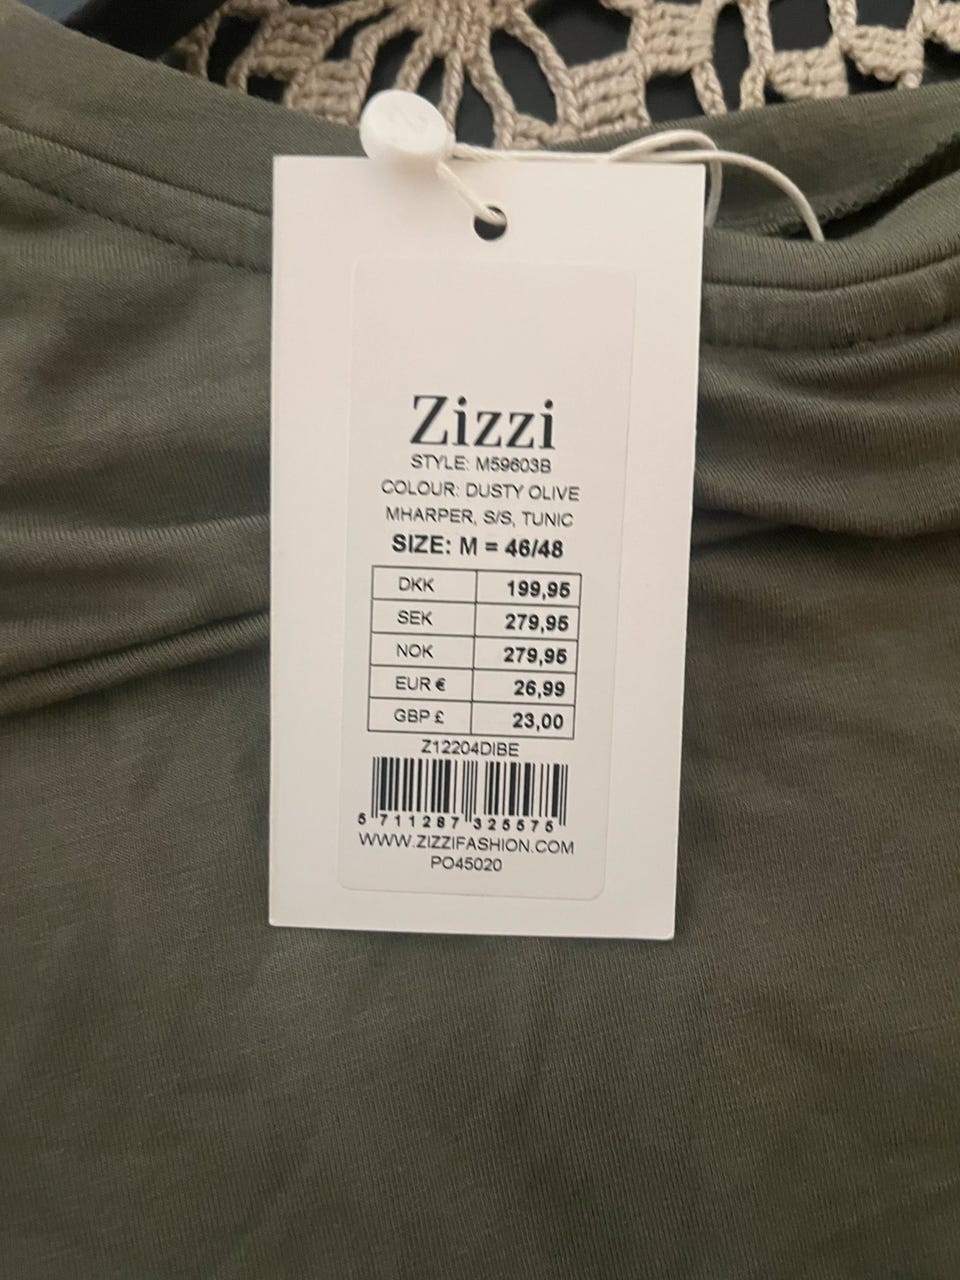 Zizzi
STYLE: M59603B
COLOUR: DUSTY OLIVE
MHARPER, S/S, TUNIC
SIZE: M = 46/48
DKK 199,95
SEK 279,95
NOK 279,95
EUR € 26,99
GBP £ 23,00
Z12204DIBE
5 711287 325575
WWW.ZIZZIFASHION.COM
PO45020